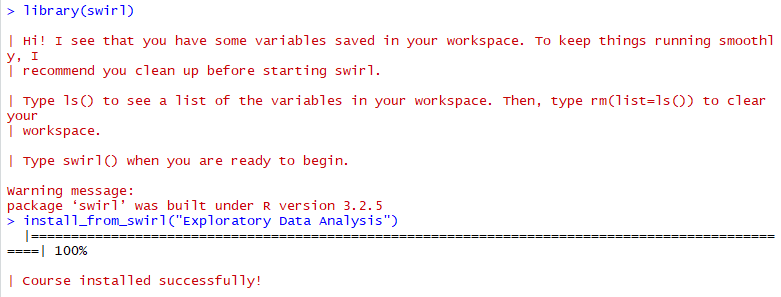 > library(swirl)
| Hi! I see that you have some variables saved in your workspace. To keep things running smoothl
y, I
| recommend you clean up before starting swirl.
| Type ls() to see a list of the variables in your workspace. Then, type rm(list=ls()) to clear
your
| workspace.
| Type swirl() when you are ready to begin.
Warning message:
package ‘swirl’ was built under R version 3.2.5
> install_from_swirl("Exploratory Data Analysis")
|=============================================================================================
====| 100%
| Course installed successfully!